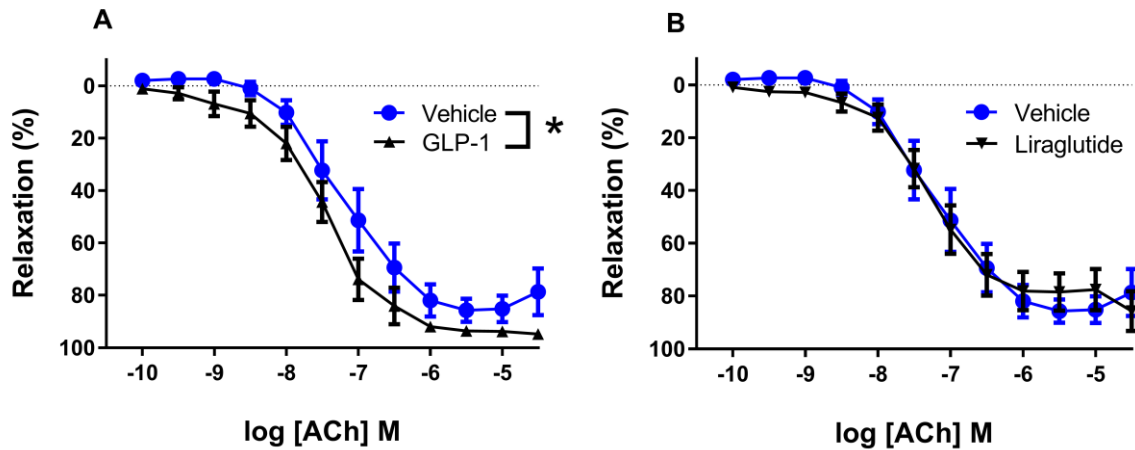 A
Relaxation (%)
0
20
40
60
80
100
Vehicle
GLP-1
*
-10
-9
-8
-7
-6
-5
log [ACh] M
B
Relaxation (%)
0
20
40
60
80
100
Vehicle
Liraglutide
-10
-9
-8
-7
-6
-5
log [ACh] M